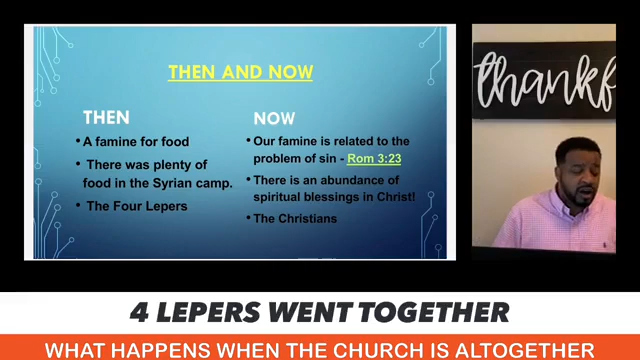 THEN AND NOW
THEN
• A famine for food
• There was plenty of
food in the Syrian camp.
• The Four Lepers
NOW
• Our famine is related to the
problem of sin - Rom 3:23
• There is an abundance of
spiritual blessings in Christ!
• The Christians
thankf
4 LEPERS WENT TOGETHER
WHAT HAPPENS WHEN THE CHURCH IS ALTOGETHER